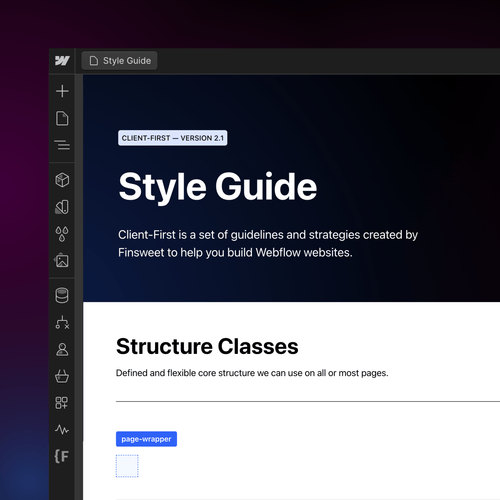 Style Guide
CLIENT-FIRST — VERSION 2.1
Style Guide
Client-First is a set of guidelines and strategies created by
Finsweet to help you build Webflow websites.
Structure Classes
Defined and flexible core structure we can use on all or most pages.
page-wrapper
{F